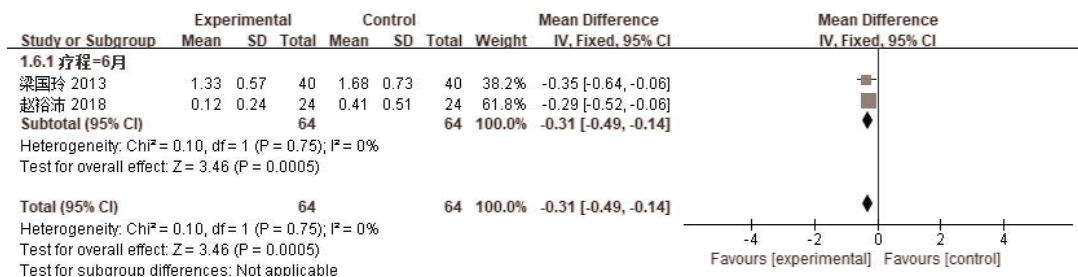 Experimental Control Mean Difference Mean Difference
Study or Subgroup Mean SD Total Mean SD Total Weight IV, Fixed, 95% CI IV, Fixed, 95% CI
1.6.1 疗程=6月
梁国玲 2013 1.33 0.57 40 1.68 0.73 40 38.2% -0.35 [-0.64, -0.06]
赵裕沛 2018 0.12 0.24 24 0.41 0.51 24 61.8% -0.29 [-0.52, -0.06]
Subtotal (95% CI) 64 64 100.0% -0.31 [-0.49, -0.14]
Heterogeneity: Chi² = 0.10, df = 1 (P = 0.75); I² = 0%
Test for overall effect: Z = 3.46 (P = 0.0005)
Total (95% CI) 64 64 100.0% -0.31 [-0.49, -0.14]
Heterogeneity: Chi² = 0.10, df = 1 (P = 0.75); I² = 0%
Test for overall effect: Z = 3.46 (P = 0.0005)
Test for subgroup differences: Not applicable
-4 -2 0 2 4
Favours [experimental] Favours [control]